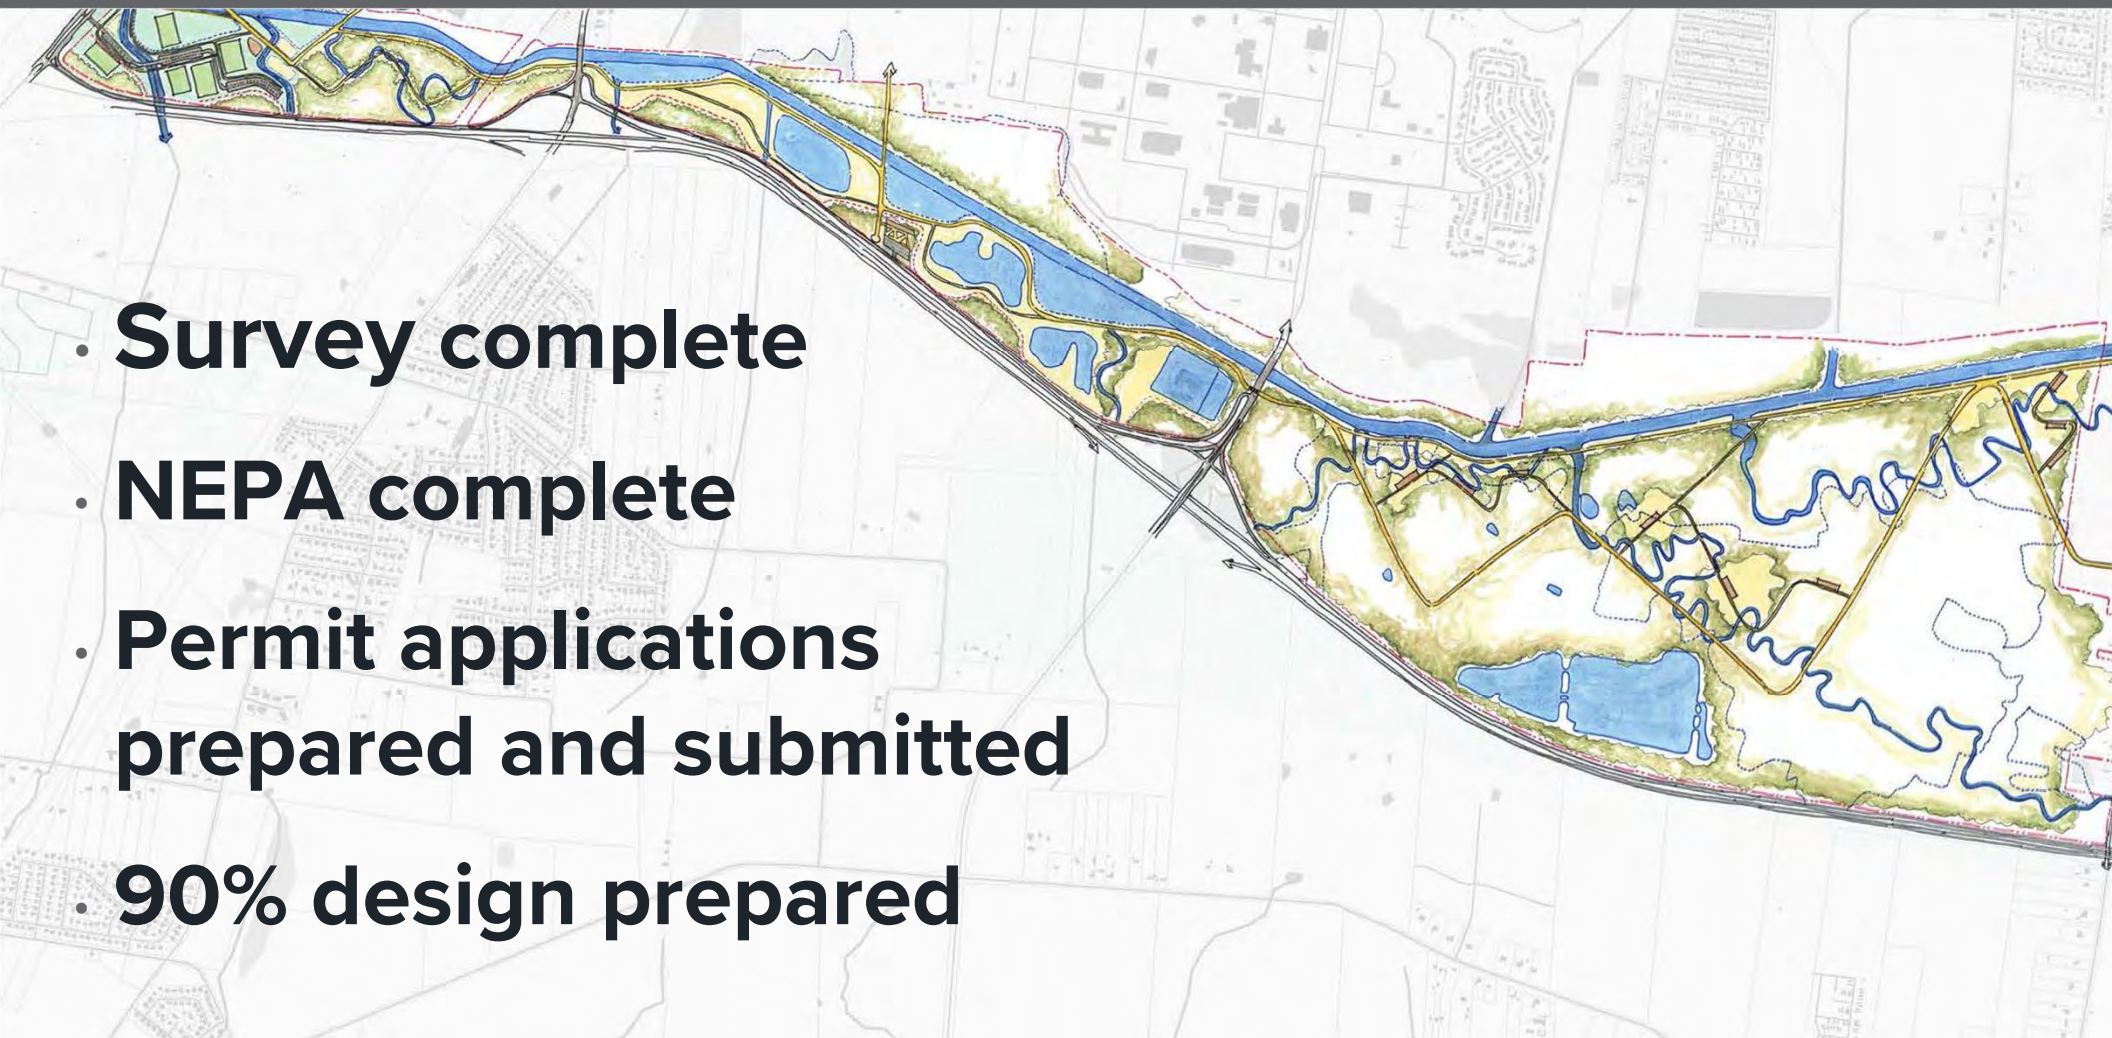 Survey complete
NEPA complete
Permit applications
prepared and submitted
90% design prepared